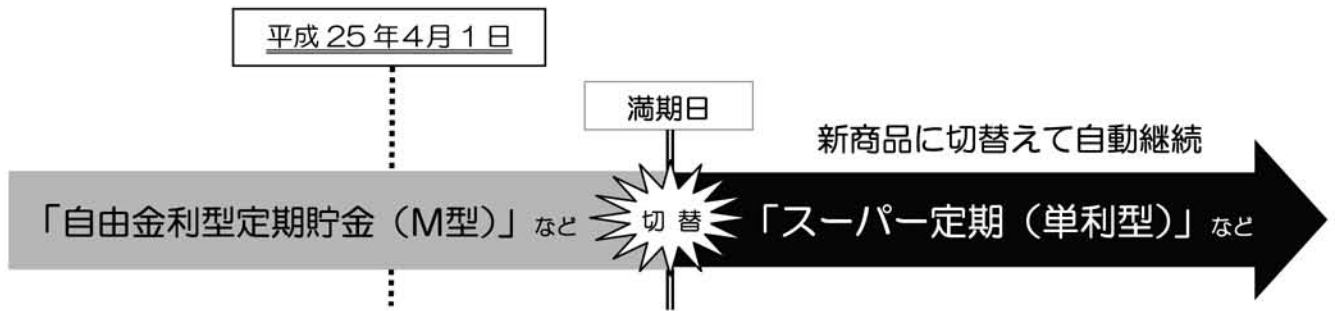 平成25年4月1日
満期日
新商品に切替えて自動継続
「自由金利型定期貯金（M型）」など
切替
「スーパー定期（単利型）」など